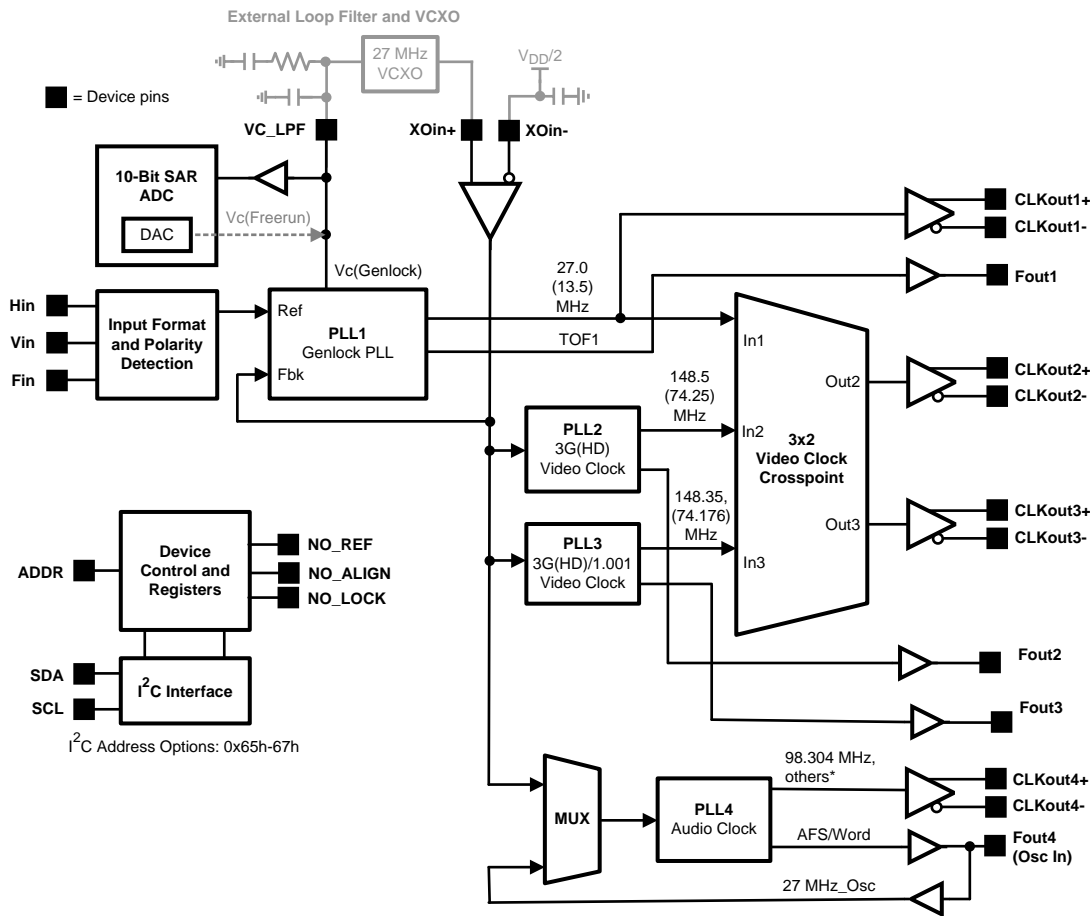 External Loop Filter and VCXO
27 MHz
VCXO
VDD/2
= Device pins
VC_LPF
XOin+
XOin-
10-Bit SAR
ADC
DAC
Vc(Freerun)
Vc(Genlock)
CLKout1+
CLKout1-
Fout1
27.0
(13.5)
MHz
Hin
Vin
Fin
Input Format
and Polarity
Detection
Ref
Fbk
PLL1
Genlock PLL
TOF1
In1
In2
In3
Out2
Out3
3x2
Video Clock
Crosspoint
CLKout2+
CLKout2-
148.5
(74.25)
MHz
PLL2
3G(HD)
Video Clock
148.35,
(74.176)
MHz
PLL3
3G(HD)/1.001
Video Clock
CLKout3+
CLKout3-
ADDR
Device
Control and
Registers
NO_REF
NO_ALIGN
NO_LOCK
SDA
SCL
I2C Interface
I2C Address Options: 0x65h-67h
Fout2
Fout3
MUX
PLL4
Audio Clock
98.304 MHz,
others*
CLKout4+
CLKout4-
AFS/Word
Fout4
(Osc In)
27 MHz_Osc